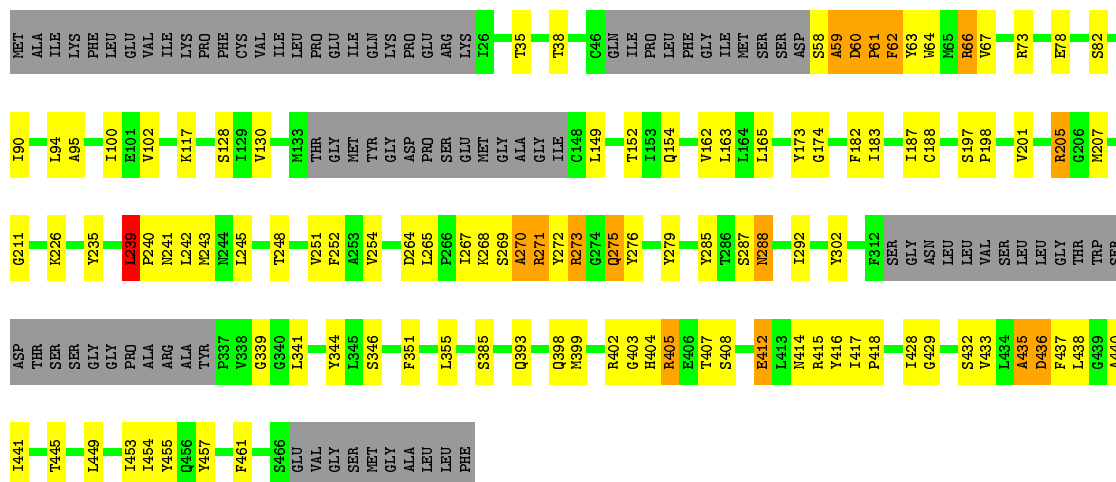 MET ALA ILE LYS PHE LEU GLU VAL ILE LYS PRO PHE CYS VAL ILE LEU PRO GLU ILE GLN LYS PRO GLU ARG LYS I26 T35 T38 C46 GLN ILE PRO LEU PHE GLY ILE MET SER SER ASP S58 A59 D60 P61 F62 Y63 W64 M65 R66 V67 R73 E78 S82
I90 L94 A95 I100 E101 V102 K117 S128 I129 V130 M133 THR GLY MET TYR GLY ASP PRO SER GLU MET GLY ALA GLY ILE C148 L149 T152 I153 Q154 V162 L163 L164 L165 Y173 G174 F182 I183 I187 C188 S197 P198 V201 R205 G206 M207
G211 K226 Y235 L239 P240 N241 L242 M243 N244 L245 T248 V251 F252 A253 V254 D264 L265 P266 I267 K268 S269 A270 R271 Y272 R273 G274 Q275 Y276 Y279 Y285 T286 S287 N288 I292 Y302 F312 SER GLY ASN LEU LEU VAL SER LEU LEU GLY THR TRP SER
ASP THR SER SER GLY GLY PRO ALA ARG ALA TYR P337 V338 G339 G340 L341 Y344 L345 S346 F351 L355 S385 Q393 Q398 M399 R402 G403 H404 R405 E406 T407 S408 E412 L413 N414 R415 Y416 I417 P418 I428 G429 S432 V433 L434 A435 D436 F437 L438 G439 A440
I441 T445 L449 I453 I454 Y455 Q456 Y457 F461 S466 GLU VAL GLY SER MET GLY ALA LEU LEU PHE